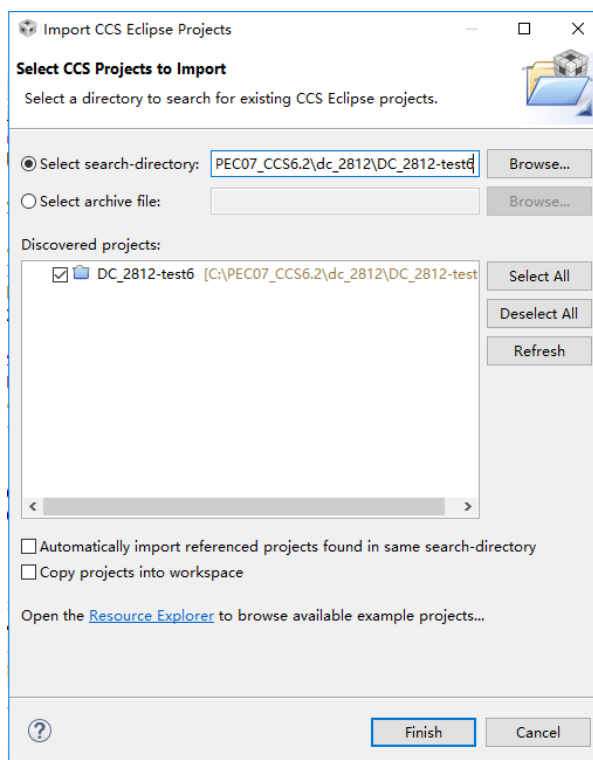 Import CCS Eclipse Projects
Select CCS Projects to Import
Select a directory to search for existing CCS Eclipse projects.
Select search-directory: PEC07_CCS6.2\dc_2812\DC_2812-test6 Browse...
Select archive file: Browse...
Discovered projects:
DC_2812-test6 [C:\PEC07_CCS6.2\dc_2812\DC_2812-test
Select All
Deselect All
Refresh
Automatically import referenced projects found in same search-directory
Copy projects into workspace
Open the Resource Explorer to browse available example projects...
? Finish Cancel